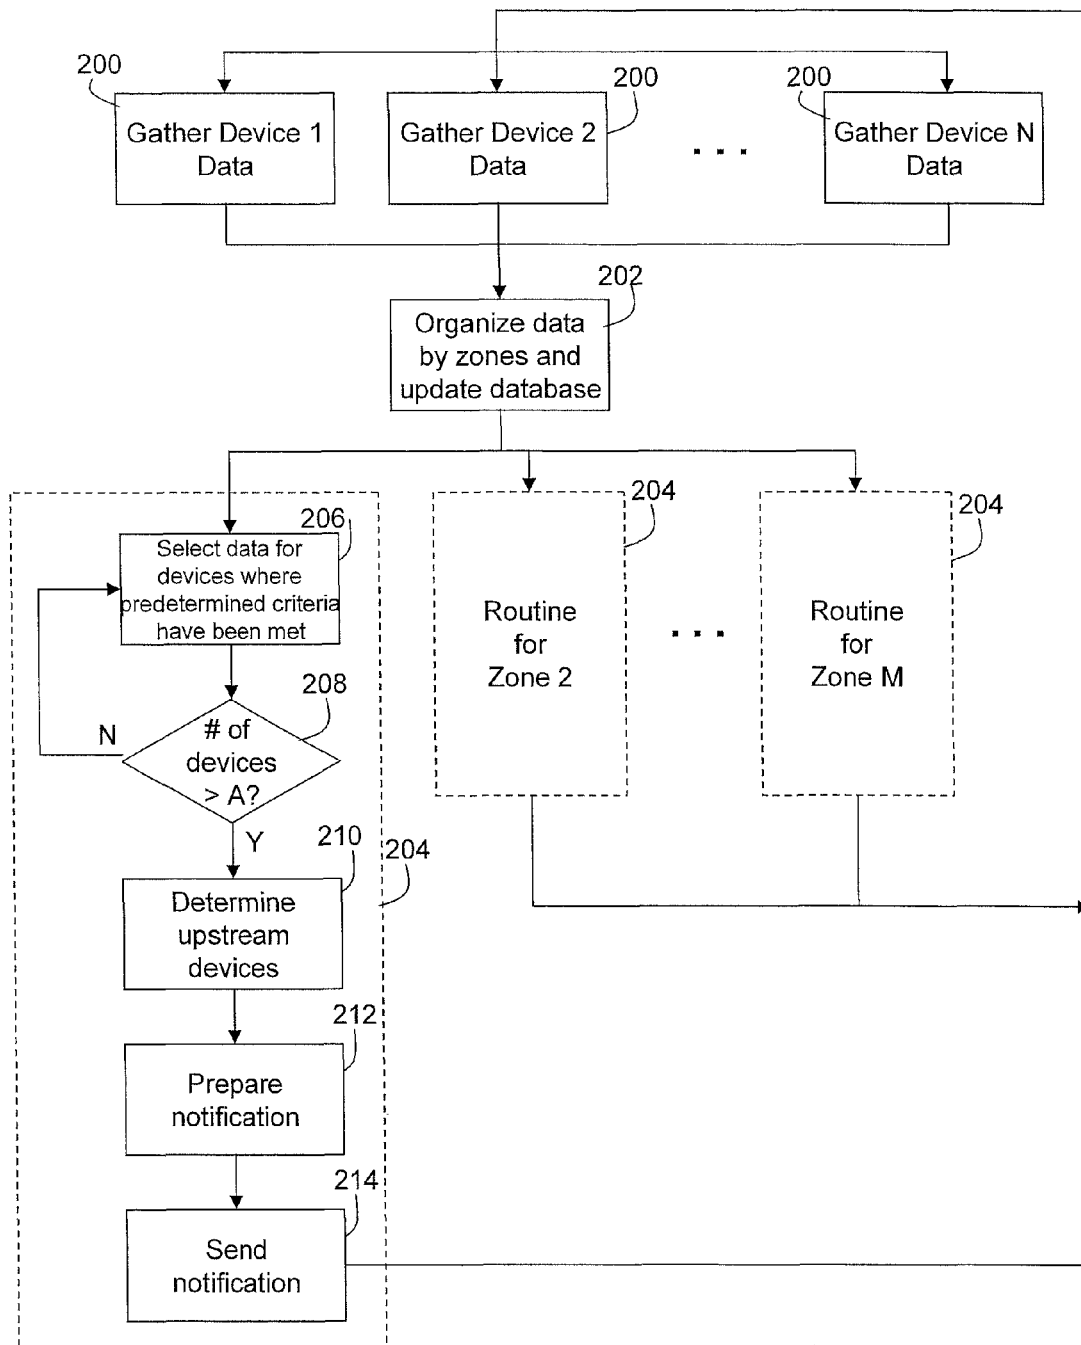 200
200
200
Gather Device 1
Data
Gather Device 2
Data
. . .
Gather Device N
Data
202
Organize data
by zones and
update database
206
Select data for
devices where
predetermined criteria
have been met
204
Routine
for
Zone 2
. . .
204
Routine
for
Zone M
208
# of
devices
> A?
N
Y
210
204
Determine
upstream
devices
212
Prepare
notification
214
Send
notification